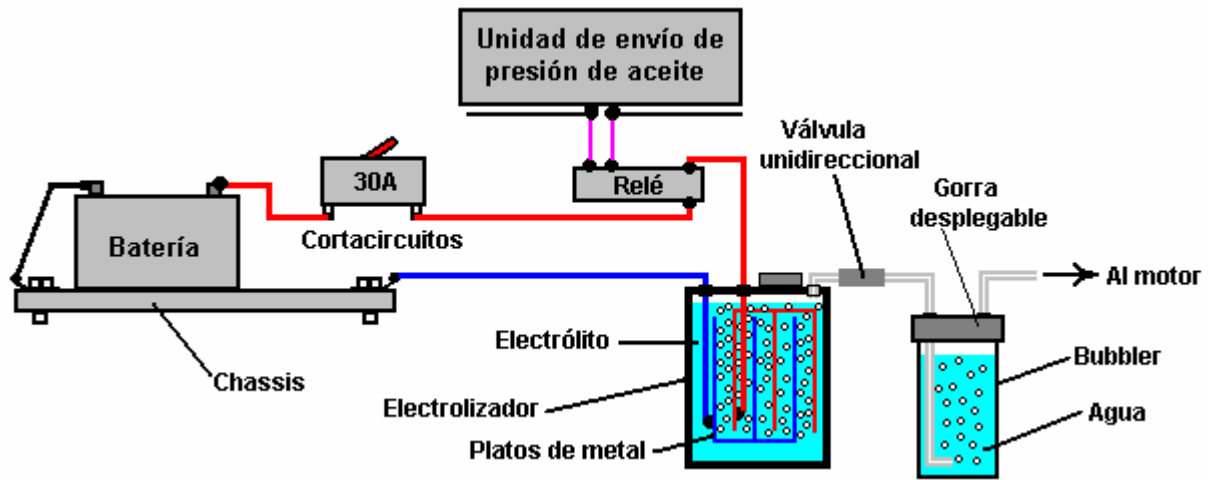 Unidad de envío de
presión de aceite
Válvula
unidireccional
30A
Relé
Gorra
desplegable
Batería
Cortacircuitos
Al motor
Electrólito
Bubbler
Chassis
Electrolizador
Agua
Platos de metal